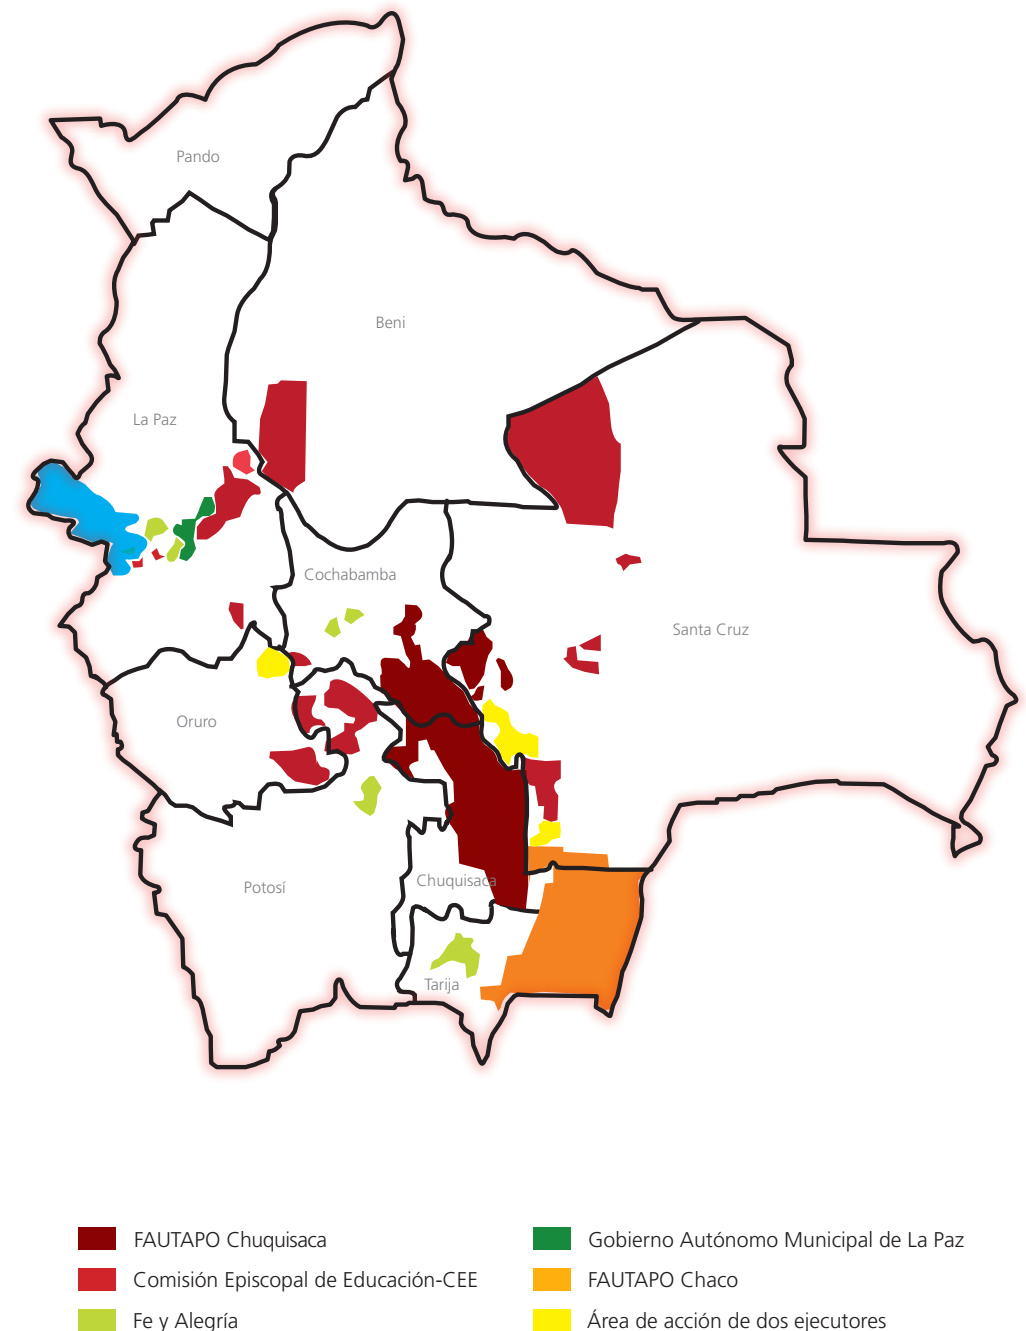 Pando
Beni
La Paz
Cochabamba
Santa Cruz
Oruro
Potosí
Chuquisaca
Tarija
FAUTAPO Chuquisaca
Comisión Episcopal de Educación-CEE
Fe y Alegría
Gobierno Autónomo Municipal de La Paz
FAUTAPO Chaco
Área de acción de dos ejecutores